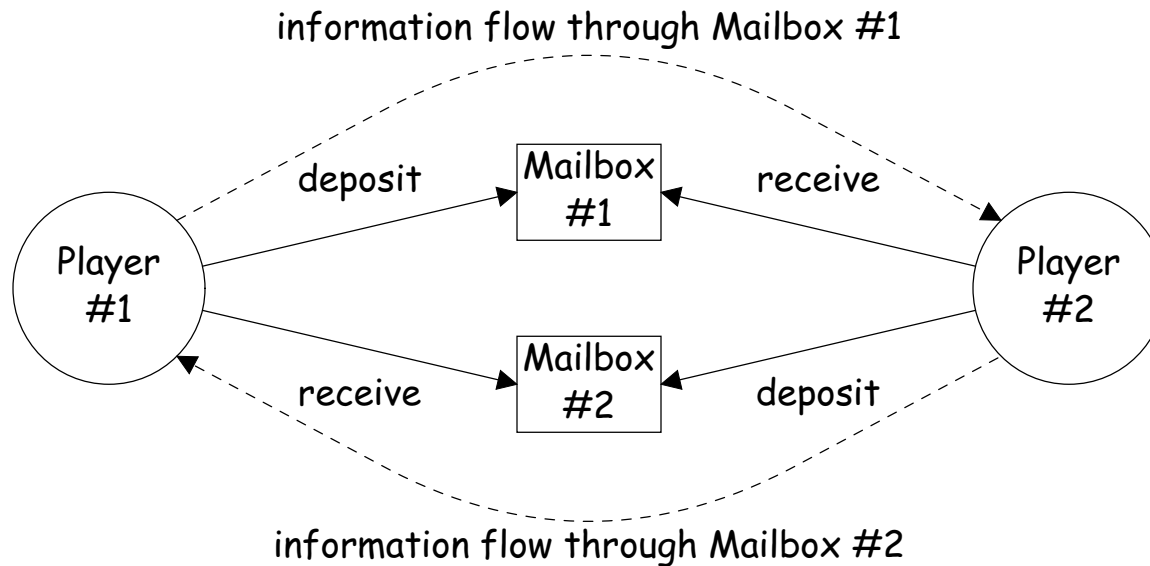 information flow through Mailbox #1
deposit
Mailbox
#1
receive
Player
#1
Player
#2
receive
Mailbox
#2
deposit
information flow through Mailbox #2